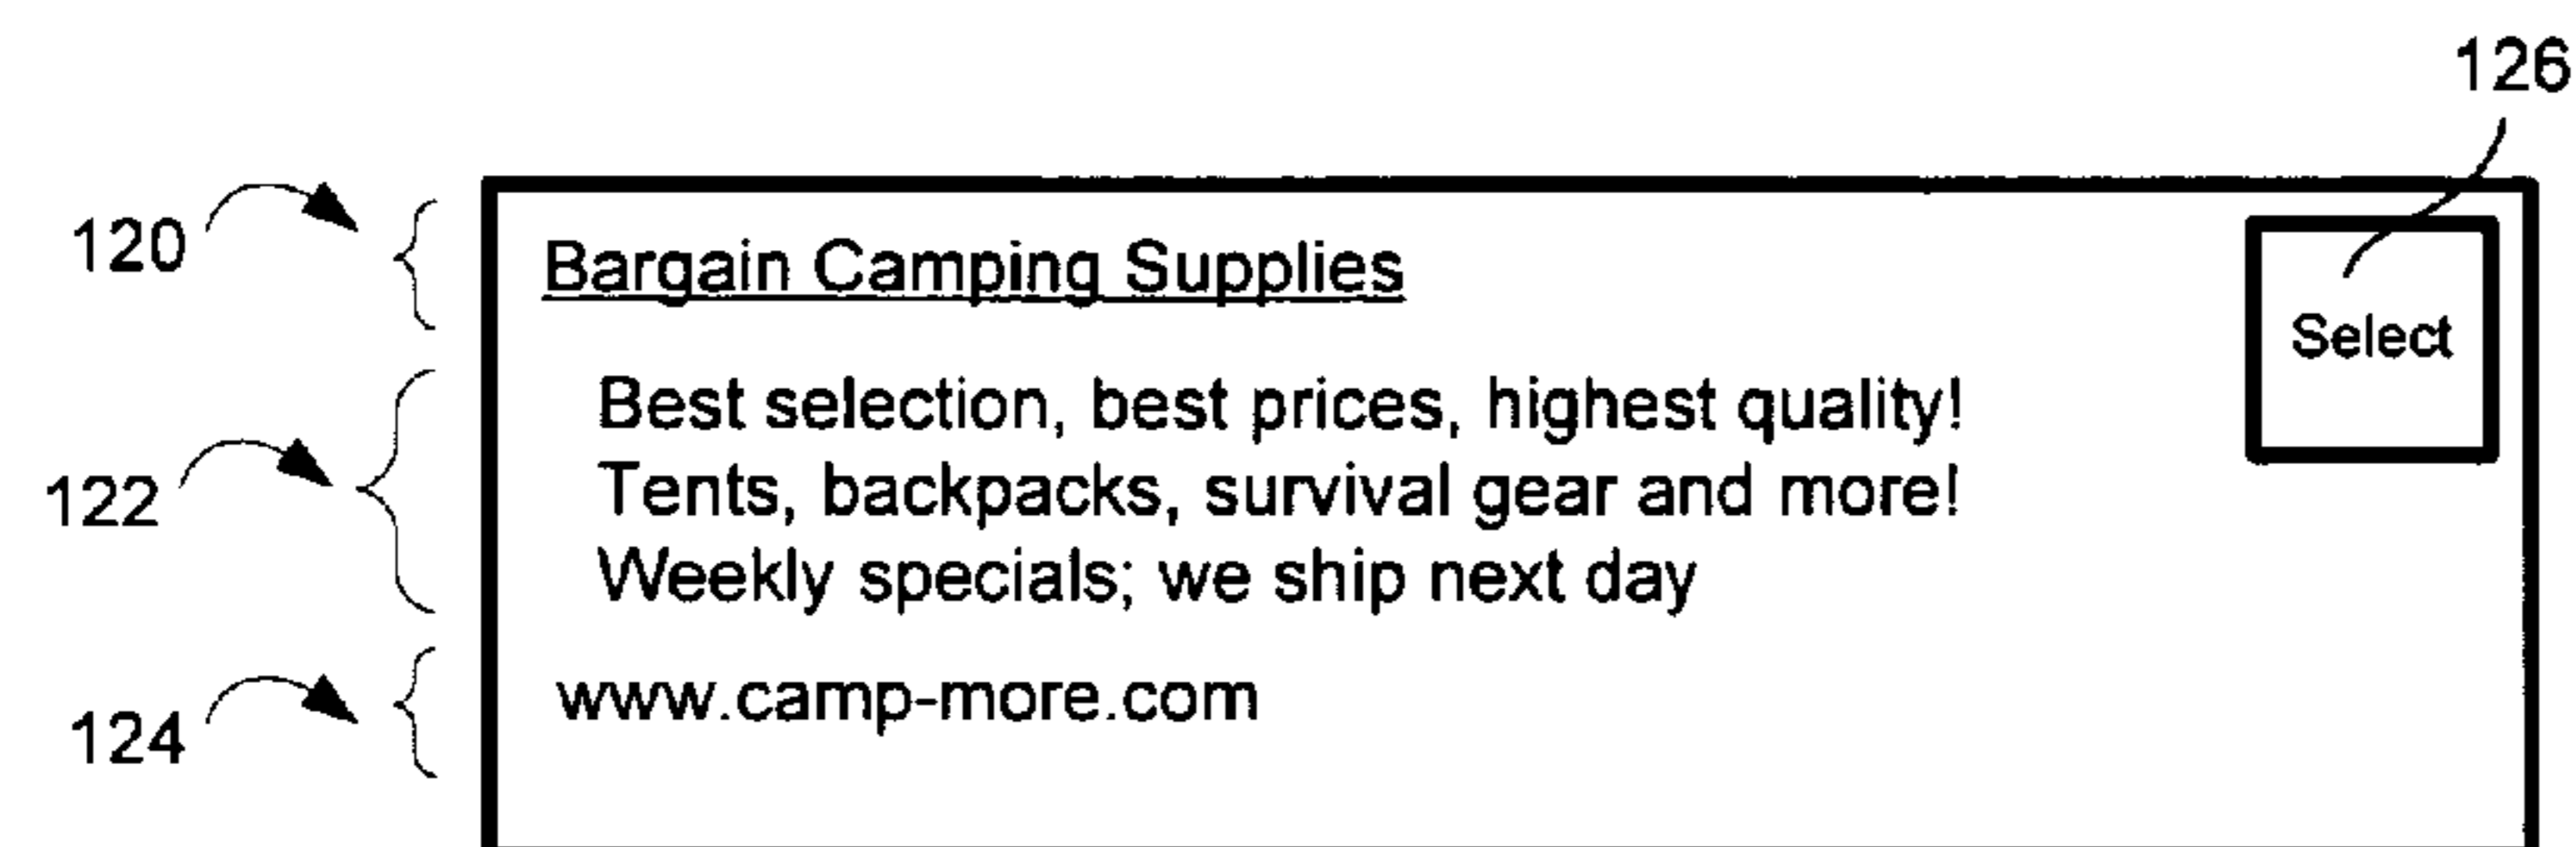 126
120
Bargain Camping Supplies
Select
122
Best selection, best prices, highest quality!
Tents, backpacks, survival gear and more!
Weekly specials; we ship next day
124
www.camp-more.com